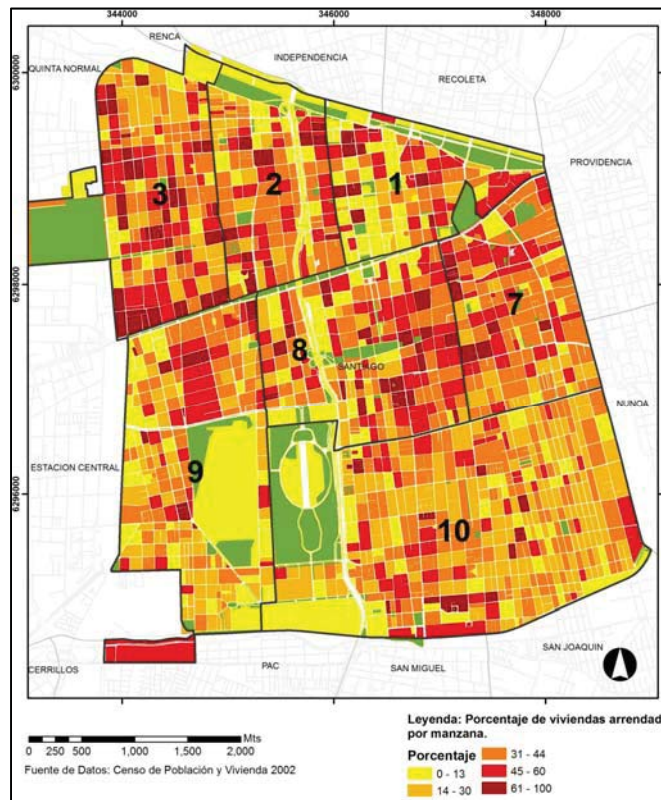 344000 346000 348000
RENCA
INDEPENDENCIA
QUINTA NORMAL
6300000
RECOLETA
PROVIDENCIA
3 2 1
6298000
7
8
SANTIAGO
ÑUÑOA
ESTACION CENTRAL
9
6296000
10
SAN JOAQUIN
CERRILLOS
PAC
SAN MIGUEL
Mts
0 250 500 1,000 1,500 2,000
Fuente de Datos: Censo de Población y Vivienda 2002
Leyenda: Porcentaje de viviendas arrendad
por manzana.
Porcentaje
0 - 13
14 - 30
31 - 44
45 - 60
61 - 100